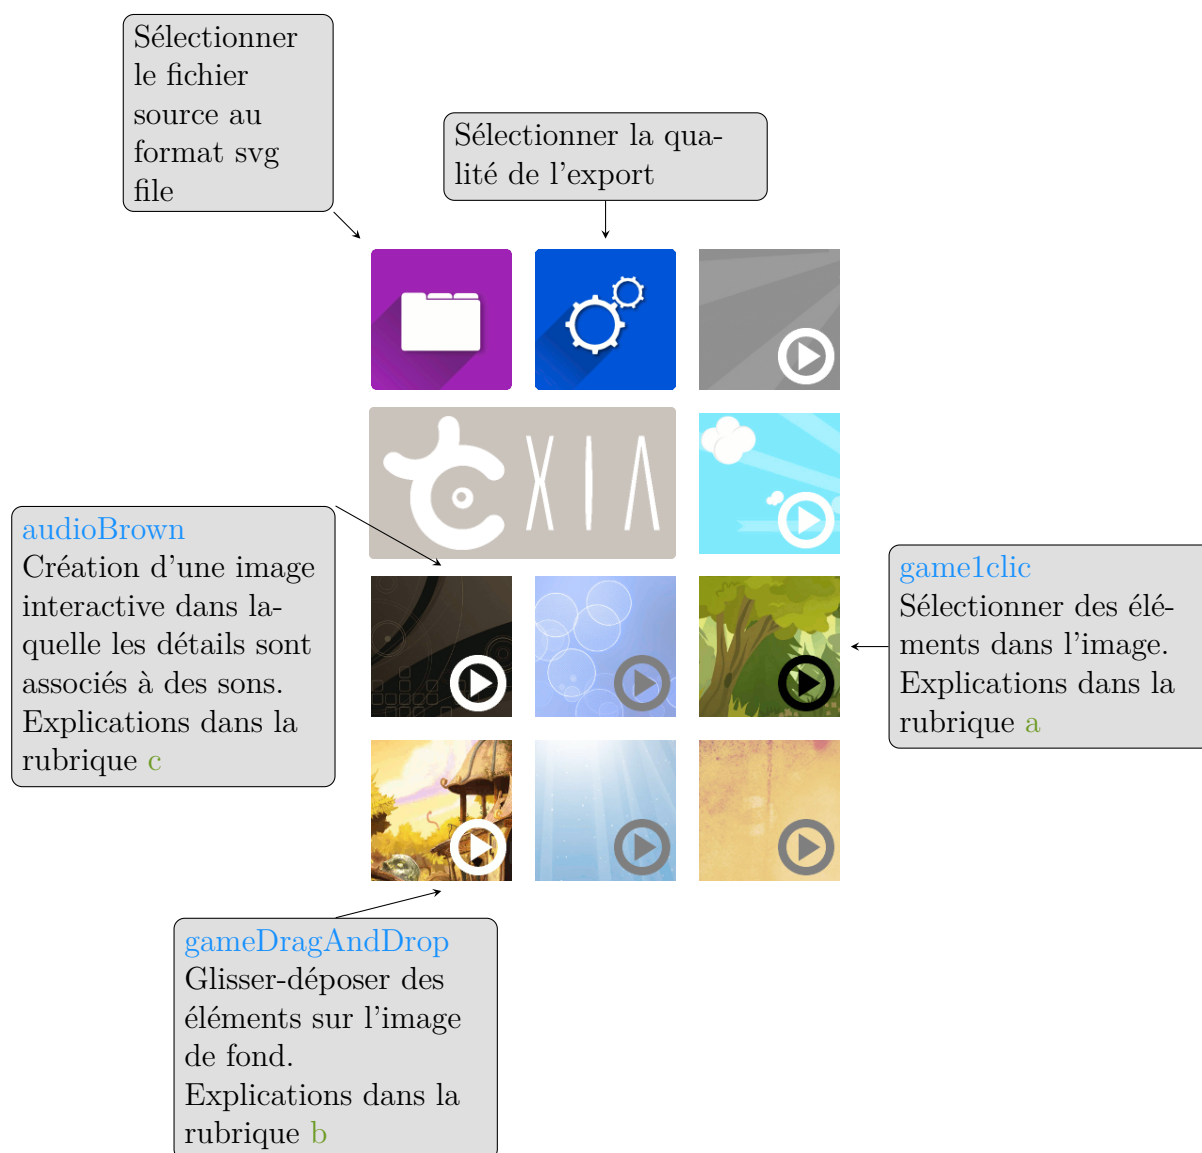 Sélectionner
le fichier
source au
format svg
file
Sélectionner la qua-
lité de l'export
XIA
audioBrown
Création d'une image
interactive dans la-
quelle les détails sont
associés à des sons.
Explications dans la
rubrique c
game1clic
Sélectionner des élé-
ments dans l'image.
Explications dans la
rubrique a
gameDragAndDrop
Glisser-déposer des
éléments sur l'image
de fond.
Explications dans la
rubrique b